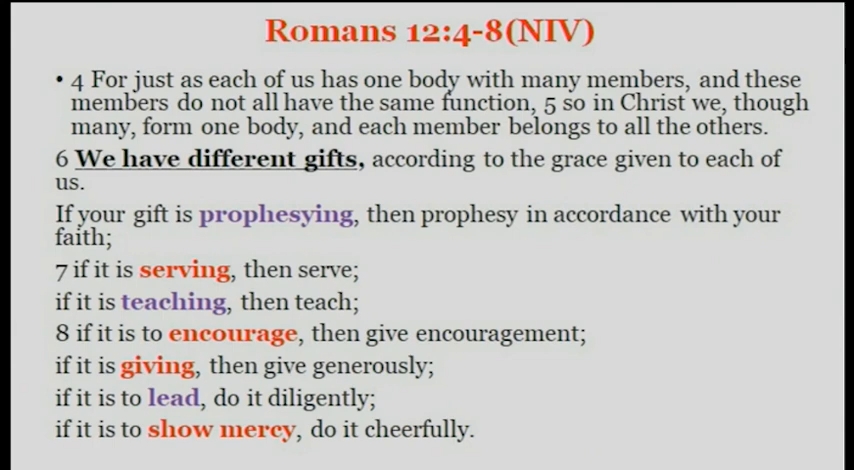 Romans 12:4-8(NIV)
• 4 For just as each of us has one body with many members, and these
members do not all have the same function, 5 so in Christ we, though
many, form one body, and each member belongs to all the others.
6 We have different gifts, according to the grace given to each of
us.
If your gift is prophesying, then prophesy in accordance with your
faith;
7 if it is serving, then serve;
if it is teaching, then teach;
8 if it is to encourage, then give encouragement;
if it is giving, then give generously;
if it is to lead, do it diligently;
if it is to show mercy, do it cheerfully.